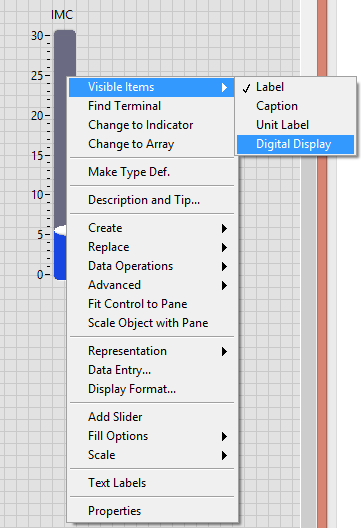 IMC
30
25
20
15
10
5
0
Visible Items
Find Terminal
Change to Indicator
Change to Array
Make Type Def.
Description and Tip...
Create
Replace
Data Operations
Advanced
Fit Control to Pane
Scale Object with Pane
Representation
Data Entry...
Display Format...
Add Slider
Fill Options
Scale
Text Labels
Properties
Label
Caption
Unit Label
Digital Display